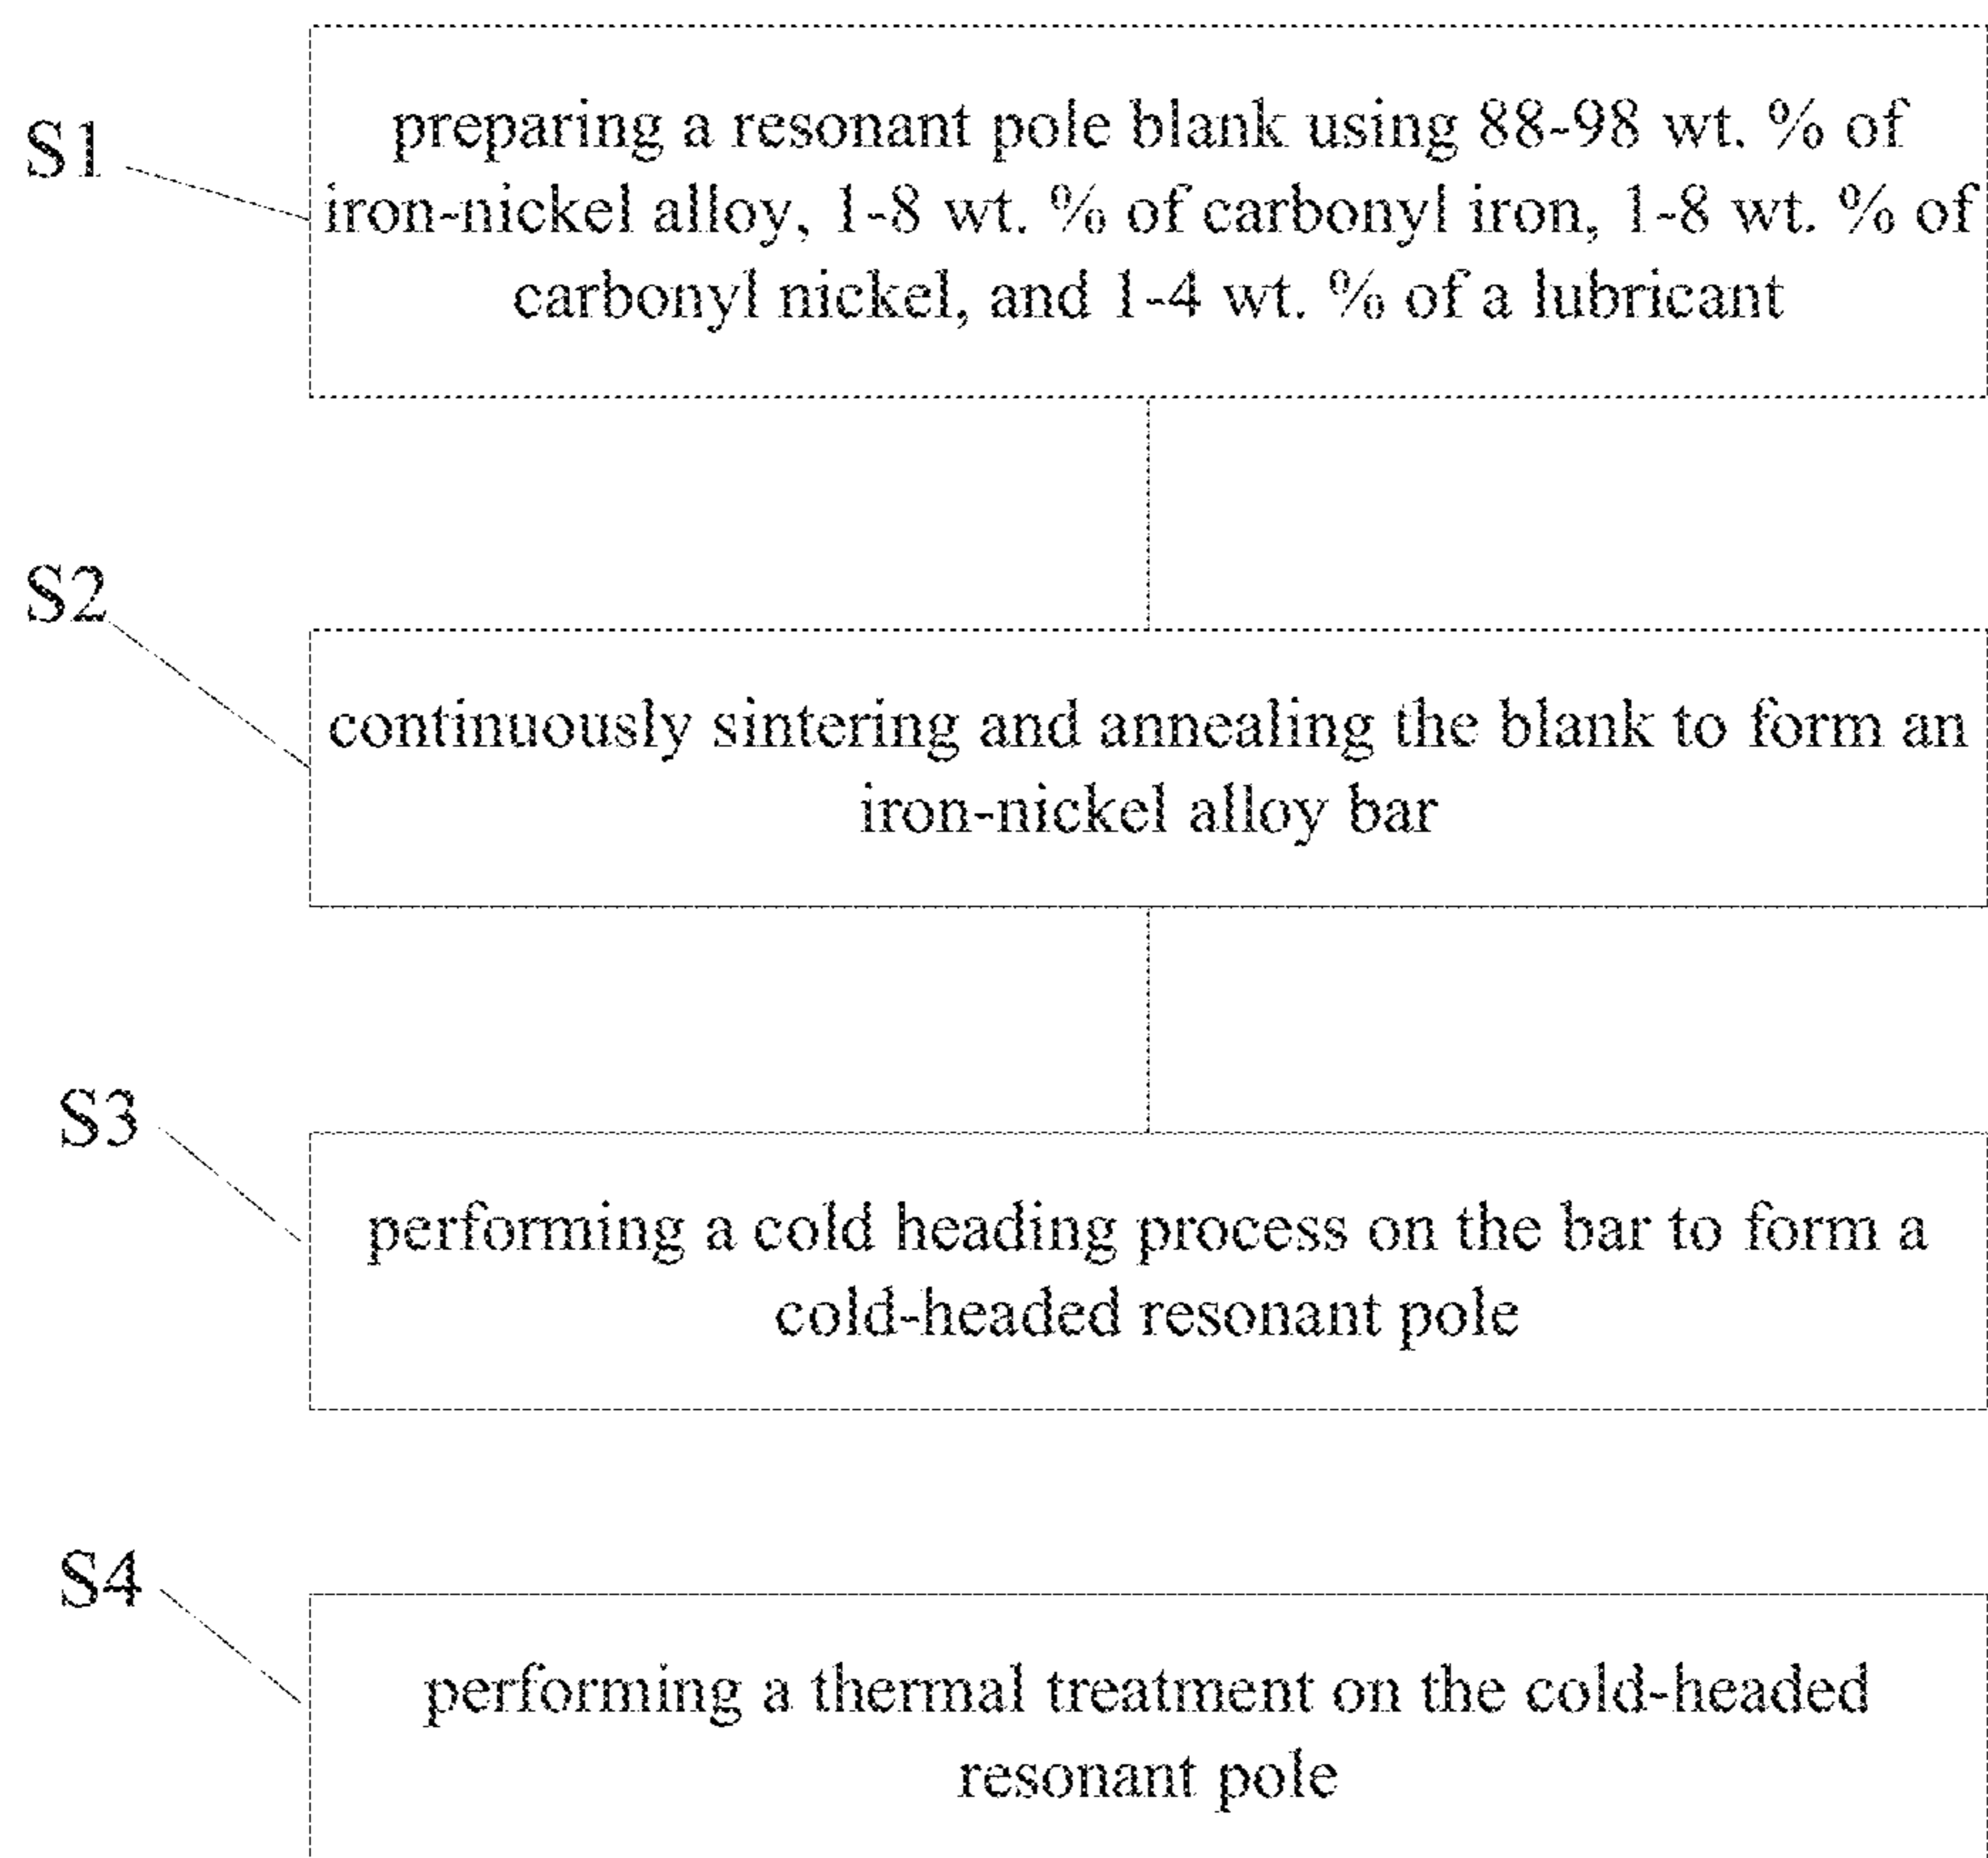 S1
preparing a resonant pole blank using 88-98 wt. % of
iron-nickel alloy, 1-8 wt. % of carbonyl iron, 1-8 wt. % of
carbonyl nickel, and 1-4 wt. % of a lubricant
S2
continuously sintering and annealing the blank to form an
iron-nickel alloy bar
S3
performing a cold heading process on the bar to form a
cold-headed resonant pole
S4
performing a thermal treatment on the cold-headed
resonant pole